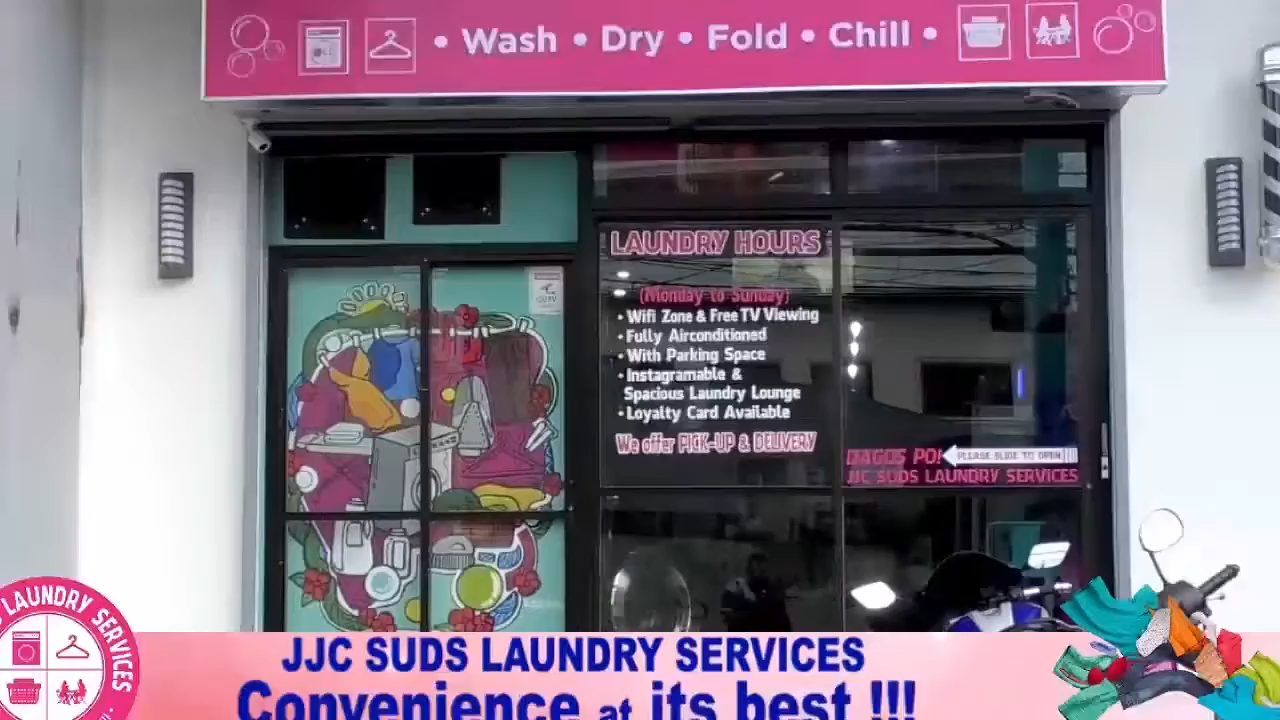 • Wash • Dry • Fold • Chill •
LAUNDRY HOURS
(Monday to Sunday)
• Wifi Zone & Free TV Viewing
• Fully Airconditioned
• With Parking Space
• Instagramable &
Spacious Laundry Lounge
• Loyalty Card Available
We offer PICK-UP & DELIVERY
DAGOS PO!
PLEASE SLIDE TO OPEN
JJC SUDS LAUNDRY SERVICES
LAUNDRY SERVICES
JJC SUDS LAUNDRY SERVICES
Convenience at its best !!!